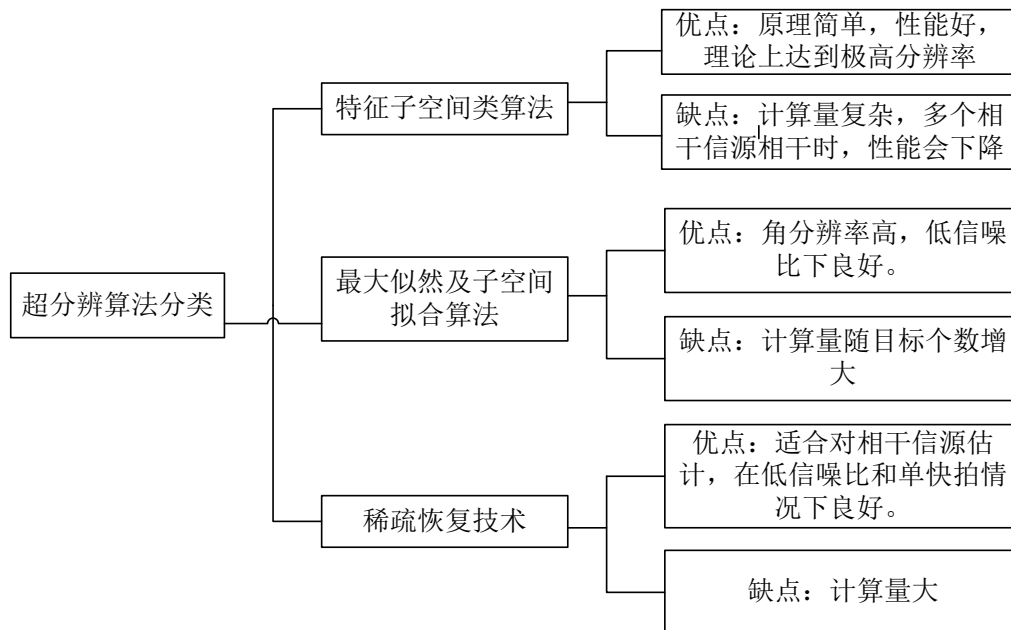 超分辨算法分类
特征子空间类算法
优点：原理简单，性能好，
理论上达到极高分辨率
缺点：计算量复杂，多个相
干信源相干时，性能会下降
最大似然及子空间
拟合算法
优点：角分辨率高，低信噪
比下良好。
缺点：计算量随目标个数增
大
稀疏恢复技术
优点：适合对相干信源估
计，在低信噪比和单快拍情
况下良好。
缺点：计算量大